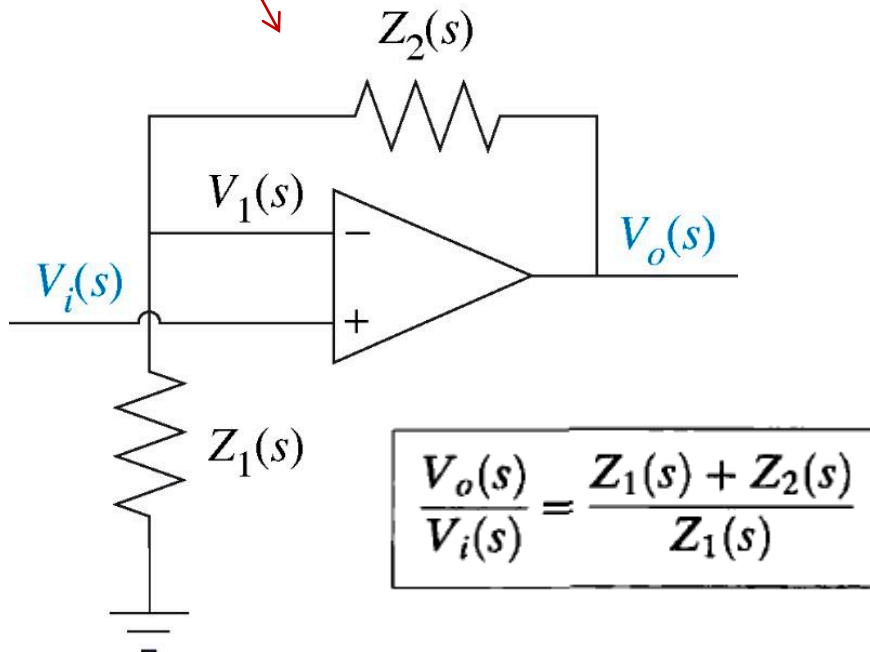 Z₂(s)
V₁(s)
−
Vₒ(s)
Vᵢ(s)
+
Z₁(s)
Vₒ(s)/Vᵢ(s) = (Z₁(s) + Z₂(s))/Z₁(s)